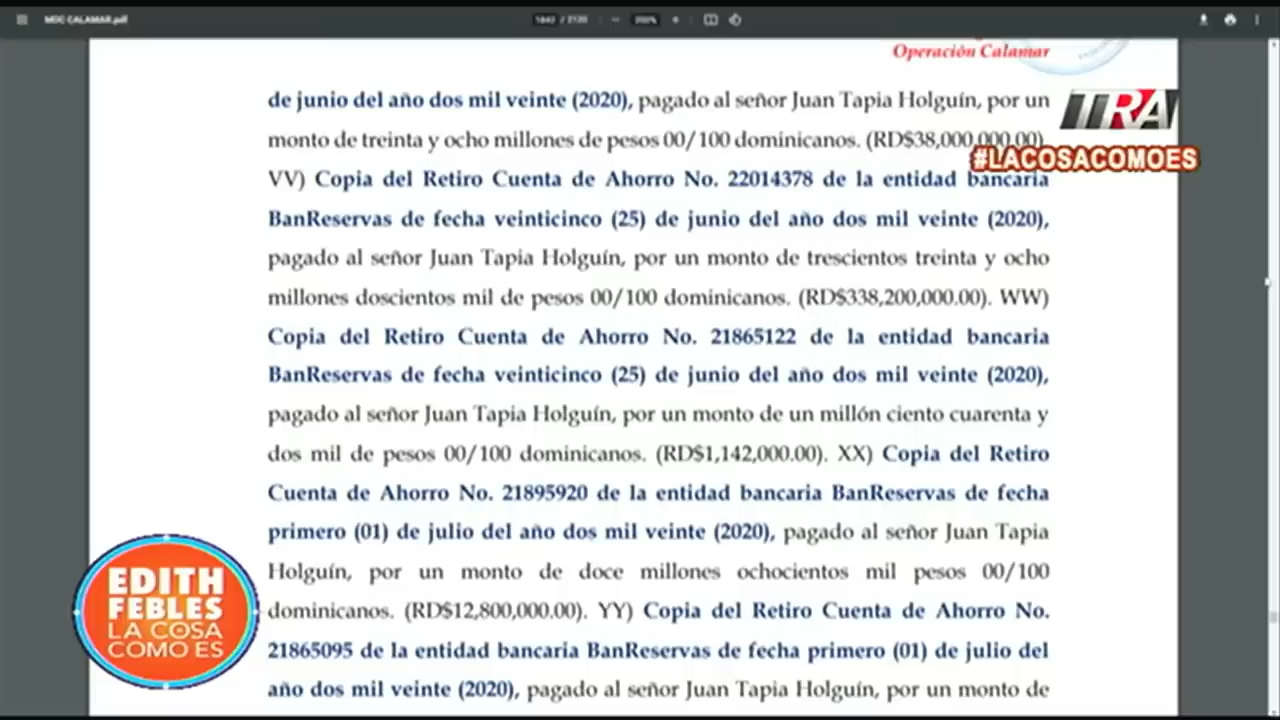 MDC CALAMAR.pdf
200%
Operación Calamar
de junio del año dos mil veinte (2020), pagado al señor Juan Tapia Holguín, por un
monto de treinta y ocho millones de pesos 00/100 dominicanos. (RD$38,000,000.00).
VV) Copia del Retiro Cuenta de Ahorro No. 22014378 de la entidad bancaria
BanReservas de fecha veinticinco (25) de junio del año dos mil veinte (2020),
pagado al señor Juan Tapia Holguín, por un monto de trescientos treinta y ocho
millones doscientos mil de pesos 00/100 dominicanos. (RD$338,200,000.00). WW)
Copia del Retiro Cuenta de Ahorro No. 21865122 de la entidad bancaria
BanReservas de fecha veinticinco (25) de junio del año dos mil veinte (2020),
pagado al señor Juan Tapia Holguín, por un monto de un millón ciento cuarenta y
dos mil de pesos 00/100 dominicanos. (RD$1,142,000.00). XX) Copia del Retiro
Cuenta de Ahorro No. 21895920 de la entidad bancaria BanReservas de fecha
primero (01) de julio del año dos mil veinte (2020), pagado al señor Juan Tapia
Holguín, por un monto de doce millones ochocientos mil pesos 00/100
dominicanos. (RD$12,800,000.00). YY) Copia del Retiro Cuenta de Ahorro No.
21865095 de la entidad bancaria BanReservas de fecha primero (01) de julio del
año dos mil veinte (2020), pagado al señor Juan Tapia Holguín, por un monto de
TRA
#LACOSACOMOES
EDITH
FEBLES
LA COSA
COMO ES